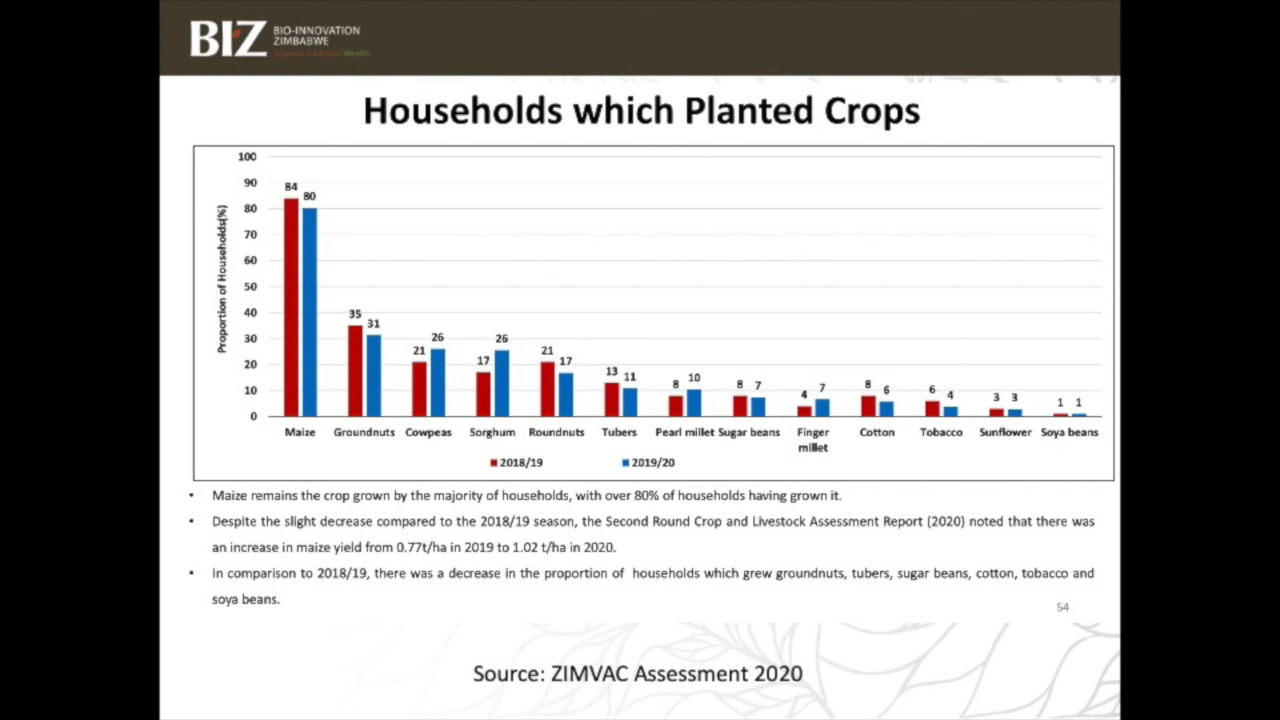 BIZ BIO-INNOVATION
ZIMBABWE
Wealth
Households which Planted Crops
Proportion of Households(%)
100
90
80
70
60
50
40
30
20
10
0
84 80
35 31
21 26
17 26
21 17
13 11
8 10
8 7
4 7
8 6
6 4
3 3
1 1
Maize Groundnuts Cowpeas Sorghum Roundnuts Tubers Pearl millet Sugar beans Finger Cotton Tobacco Sunflower Soya beans
millet
2018/19 2019/20
• Maize remains the crop grown by the majority of households, with over 80% of households having grown it.
• Despite the slight decrease compared to the 2018/19 season, the Second Round Crop and Livestock Assessment Report (2020) noted that there was
an increase in maize yield from 0.77t/ha in 2019 to 1.02 t/ha in 2020.
• In comparison to 2018/19, there was a decrease in the proportion of households which grew groundnuts, tubers, sugar beans, cotton, tobacco and
soya beans.
54
Source: ZIMVAC Assessment 2020